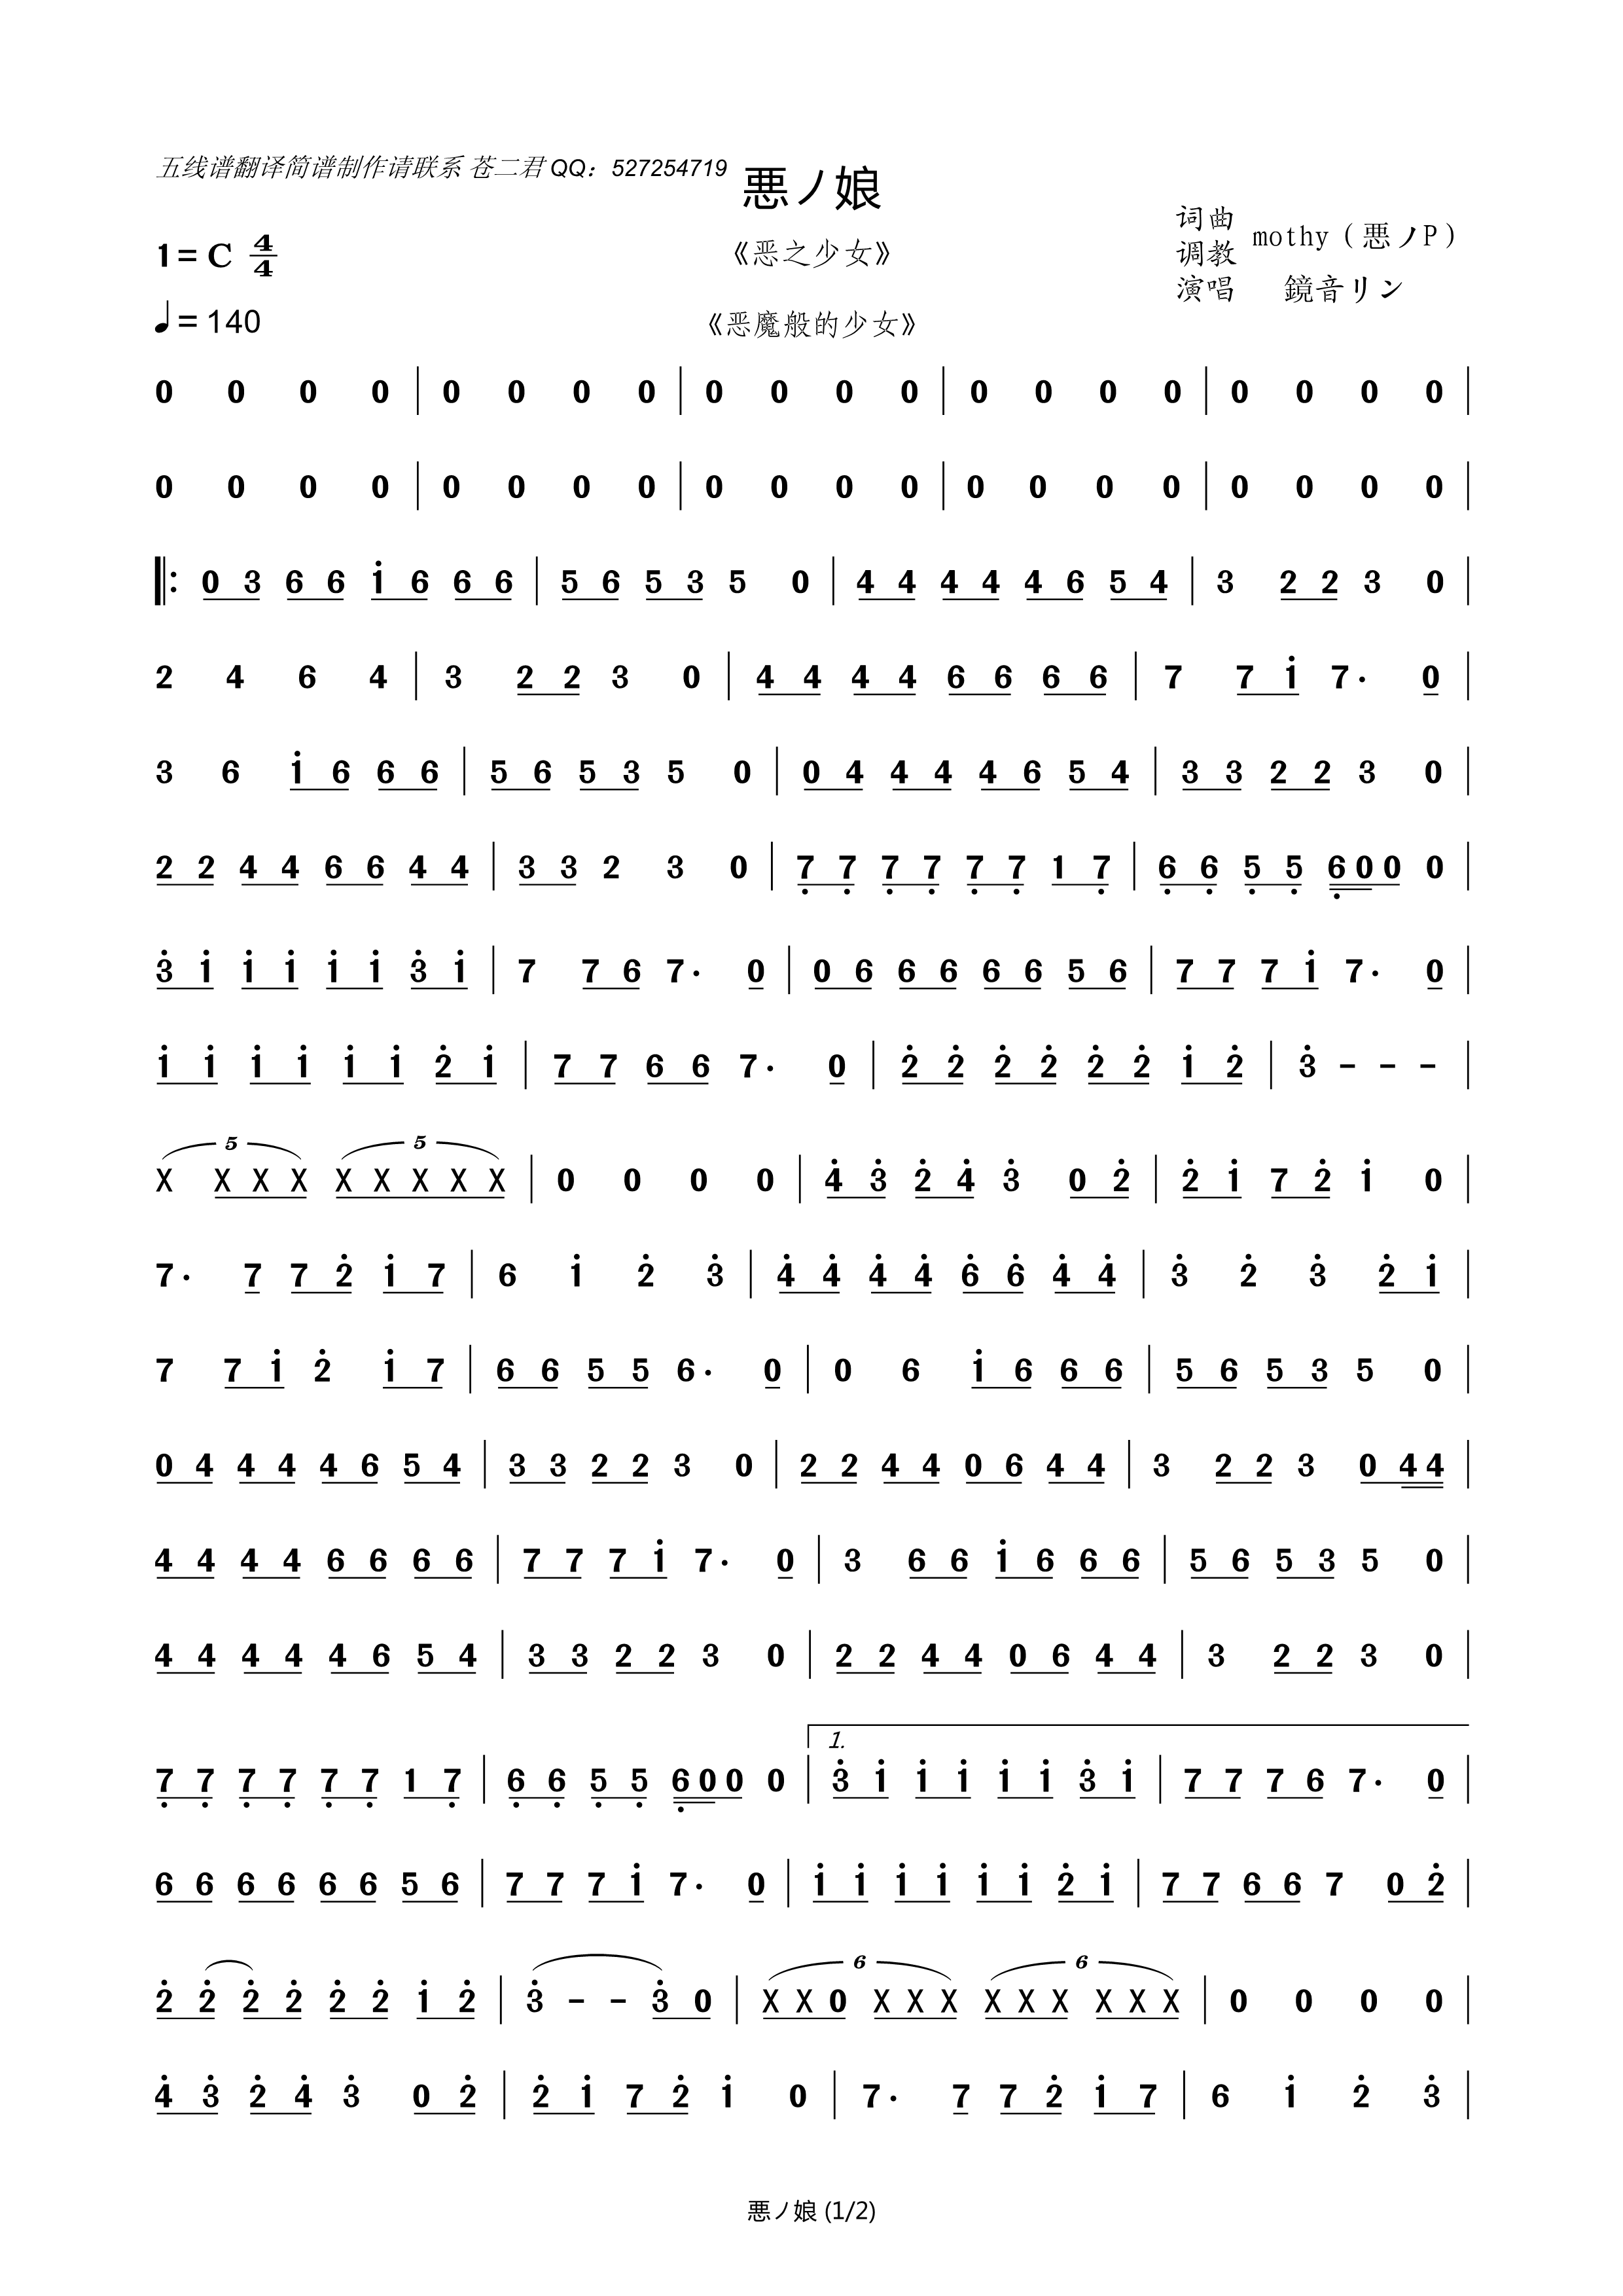 五线谱翻译简谱制作请联系 苍二君 QQ：527254719
悪ノ娘
词曲
调教 mothy（悪ノP）
演唱 鏡音リン
1= C 4/4
《恶之少女》
♩= 140
《恶魔般的少女》
0 0 0 0 | 0 0 0 0 | 0 0 0 0 | 0 0 0 0 | 0 0 0 0 |
0 0 0 0 | 0 0 0 0 | 0 0 0 0 | 0 0 0 0 | 0 0 0 0 |
‖: 0 3 6 6 i 6 6 6 | 5 6 5 3 5 0 | 4 4 4 4 4 6 5 4 | 3 2 2 3 0 |
2 4 6 4 | 3 2 2 3 0 | 4 4 4 4 6 6 6 6 | 7 7 i 7· 0 |
3 6 i 6 6 6 | 5 6 5 3 5 0 | 0 4 4 4 4 6 5 4 | 3 3 2 2 3 0 |
2 2 4 4 6 6 4 4 | 3 3 2 3 0 | 7̣ 7̣ 7̣ 7̣ 7̣ 7̣ 1 7̣ | 6̣ 6̣ 5̣ 5̣ 6̣ 0 0 0 |
3̇ i i i i i 3̇ i | 7 7 6 7· 0 | 0 6 6 6 6 6 5 6 | 7 7 7 i 7· 0 |
i i i i i i 2̇ i | 7 7 6 6 7· 0 | 2̇ 2̇ 2̇ 2̇ 2̇ 2̇ i 2̇ | 3̇ - - - |
5 5
X X X X X X X X X | 0 0 0 0 | 4̇ 3̇ 2̇ 4̇ 3̇ 0 2̇ | 2̇ i 7 2̇ i 0 |
7· 7 7 2̇ i 7 | 6 i 2̇ 3̇ | 4̇ 4̇ 4̇ 4̇ 6̇ 6̇ 4̇ 4̇ | 3̇ 2̇ 3̇ 2̇ i |
7 7 i 2̇ i 7 | 6 6 5 5 6· 0 | 0 6 i 6 6 6 | 5 6 5 3 5 0 |
0 4 4 4 4 6 5 4 | 3 3 2 2 3 0 | 2 2 4 4 0 6 4 4 | 3 2 2 3 0 4 4 |
4 4 4 4 6 6 6 6 | 7 7 7 i 7· 0 | 3 6 6 i 6 6 6 | 5 6 5 3 5 0 |
4 4 4 4 4 6 5 4 | 3 3 2 2 3 0 | 2 2 4 4 0 6 4 4 | 3 2 2 3 0 |
1.
7̣ 7̣ 7̣ 7̣ 7̣ 7̣ 1 7̣ | 6̣ 6̣ 5̣ 5̣ 6̣ 0 0 0 | 3̇ i i i i i 3̇ i | 7 7 7 6 7· 0 |
6 6 6 6 6 6 5 6 | 7 7 7 i 7· 0 | i i i i i i 2̇ i | 7 7 6 6 7 0 2̇ |
6 6
2̇ 2̇ 2̇ 2̇ 2̇ 2̇ i 2̇ | 3̇ - - 3̇ 0 | X X 0 X X X X X X X X X | 0 0 0 0 |
4̇ 3̇ 2̇ 4̇ 3̇ 0 2̇ | 2̇ i 7 2̇ i 0 | 7· 7 7 2̇ i 7 | 6 i 2̇ 3̇ |
悪ノ娘 (1/2)